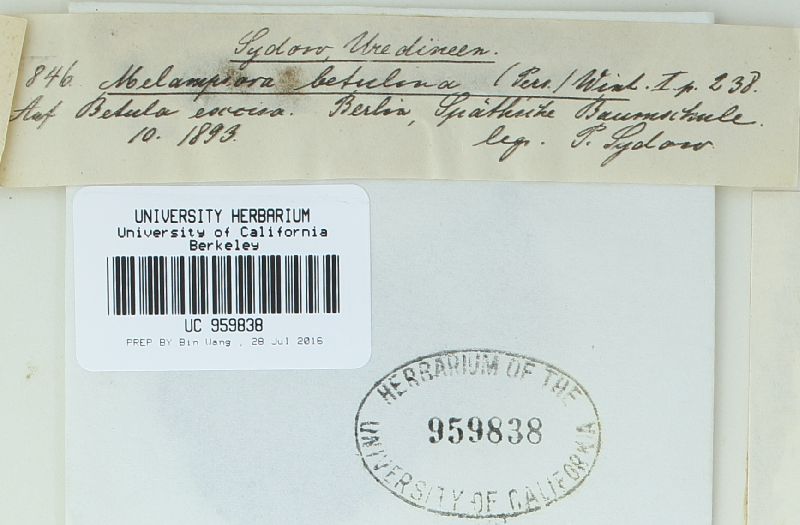 Sydow, Uredineen.
846. Melampsora betulina (Pers.) Wint. I p. 238.
Auf Betula excisa. Berlin, Späthsche Baumschule.
10. 1893. leg. P. Sydow.
UNIVERSITY HERBARIUM
University of California
Berkeley
UC 959838
PREP BY Bin Wang , 28 Jul 2016
HERBARIUM OF THE
959838
UNIVERSITY OF CALIFORNIA